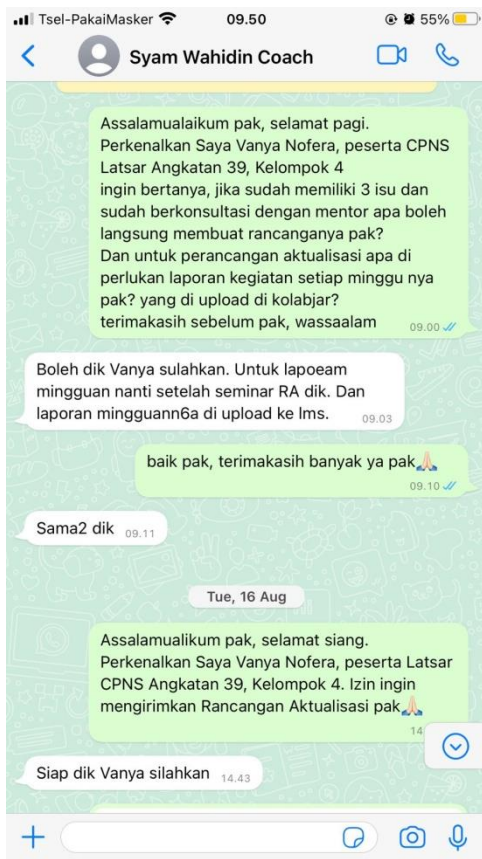 Tsel-PakaiMasker 09.50 55%
Syam Wahidin Coach
Assalamualaikum pak, selamat pagi.
Perkenalkan Saya Vanya Nofera, peserta CPNS
Latsar Angkatan 39, Kelompok 4
ingin bertanya, jika sudah memiliki 3 isu dan
sudah berkonsultasi dengan mentor apa boleh
langsung membuat rancanganya pak?
Dan untuk perancangan aktualisasi apa di
perlukan laporan kegiatan setiap minggu nya
pak? yang di upload di kolabjar?
terimakasih sebelum pak, wassaalam 09.00
Boleh dik Vanya sulahkan. Untuk lapoeam
mingguan nanti setelah seminar RA dik. Dan
laporan mingguann6a di upload ke lms. 09.03
baik pak, terimakasih banyak ya pak🙏🏻
09.10
Sama2 dik 09.11
Tue, 16 Aug
Assalamualikum pak, selamat siang.
Perkenalkan Saya Vanya Nofera, peserta Latsar
CPNS Angkatan 39, Kelompok 4. Izin ingin
mengirimkan Rancangan Aktualisasi pak🙏🏻
14
Siap dik Vanya silahkan 14.43